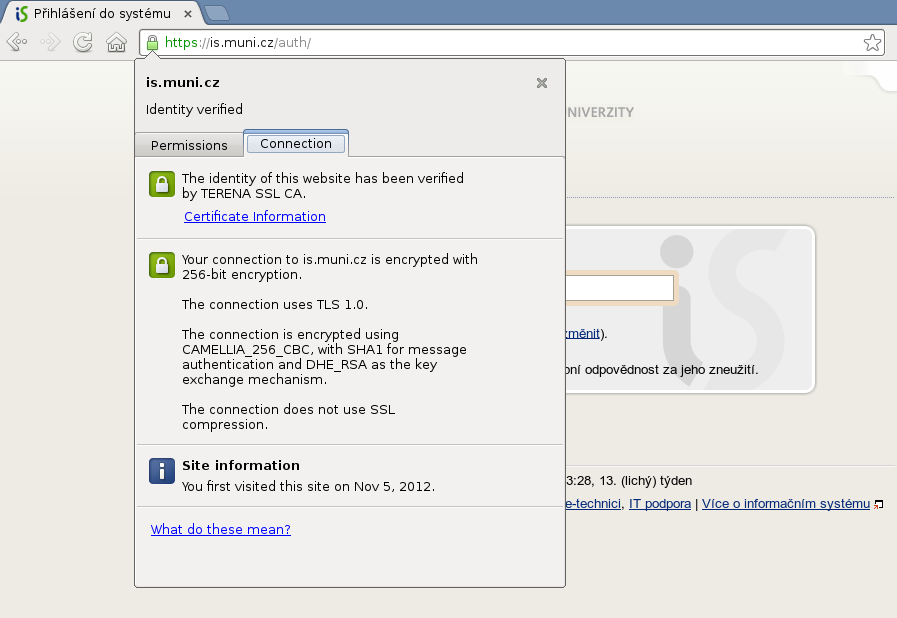 Přihlášení do systému
https://is.muni.cz/auth/
is.muni.cz
Identity verified
NIVERZITY
Permissions
Connection
The identity of this website has been verified
by TERENA SSL CA.
Certificate Information
Your connection to is.muni.cz is encrypted with
256-bit encryption.
The connection uses TLS 1.0.
změnit).
The connection is encrypted using
CAMELLIA_256_CBC, with SHA1 for message
authentication and DHE_RSA as the key
exchange mechanism.
pní odpovědnost za jeho zneužití.
The connection does not use SSL
compression.
Site information
You first visited this site on Nov 5, 2012.
3:28, 13. (lichý) týden
e-technici, IT podpora | Více o informačním systému
What do these mean?